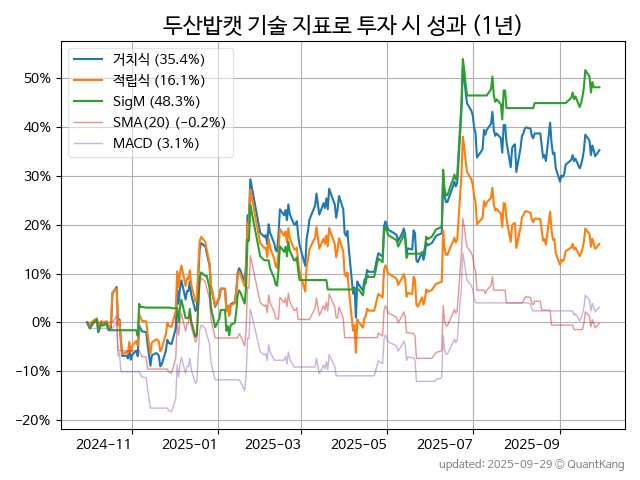 두산밥캣 기술 지표로 투자 시 성과 (1년)
거치식 (35.4%)
적립식 (16.1%)
SigM (48.3%)
SMA(20) (−0.2%)
MACD (3.1%)
50%
40%
30%
20%
10%
0%
−10%
−20%
2024-11 2025-01 2025-03 2025-05 2025-07 2025-09
updated: 2025-09-29 © QuantKang